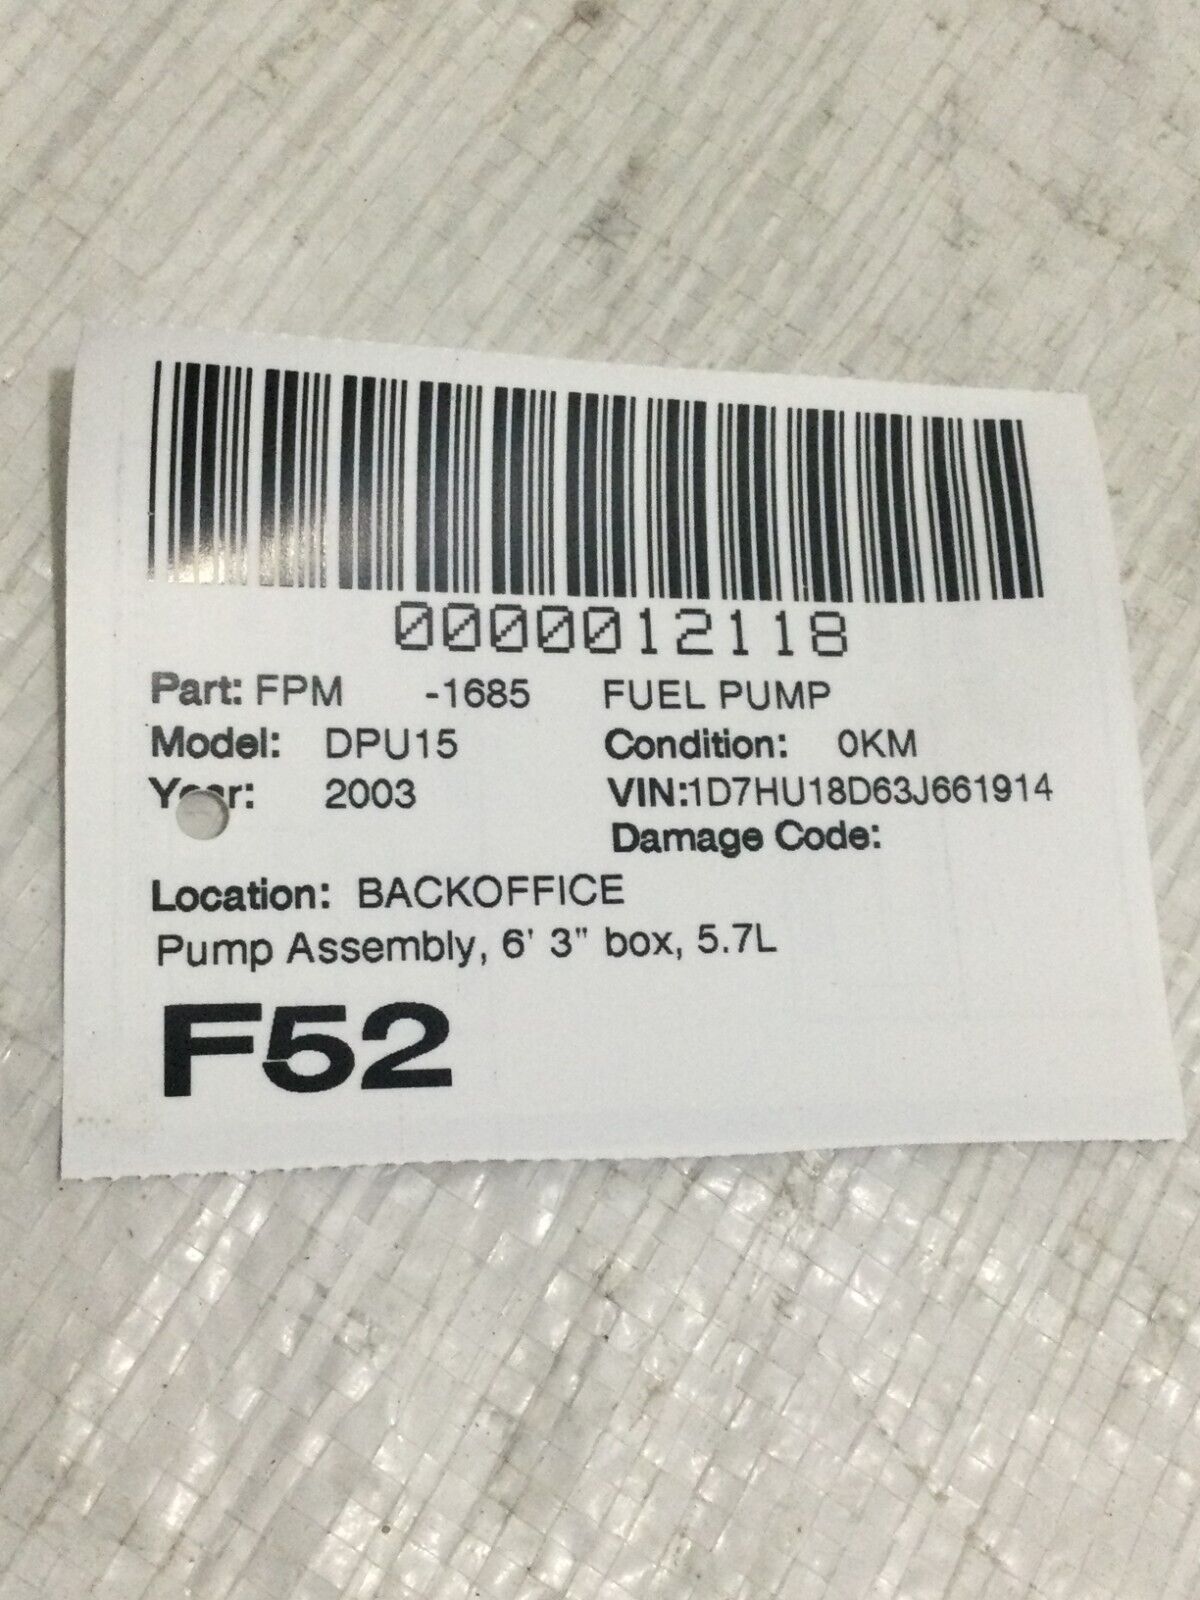 0000012118
Part: FPM -1685 FUEL PUMP
Model: DPU15 Condition: 0KM
Year: 2003 VIN:1D7HU18D63J661914
Damage Code:
Location: BACKOFFICE
Pump Assembly, 6' 3" box, 5.7L
F52